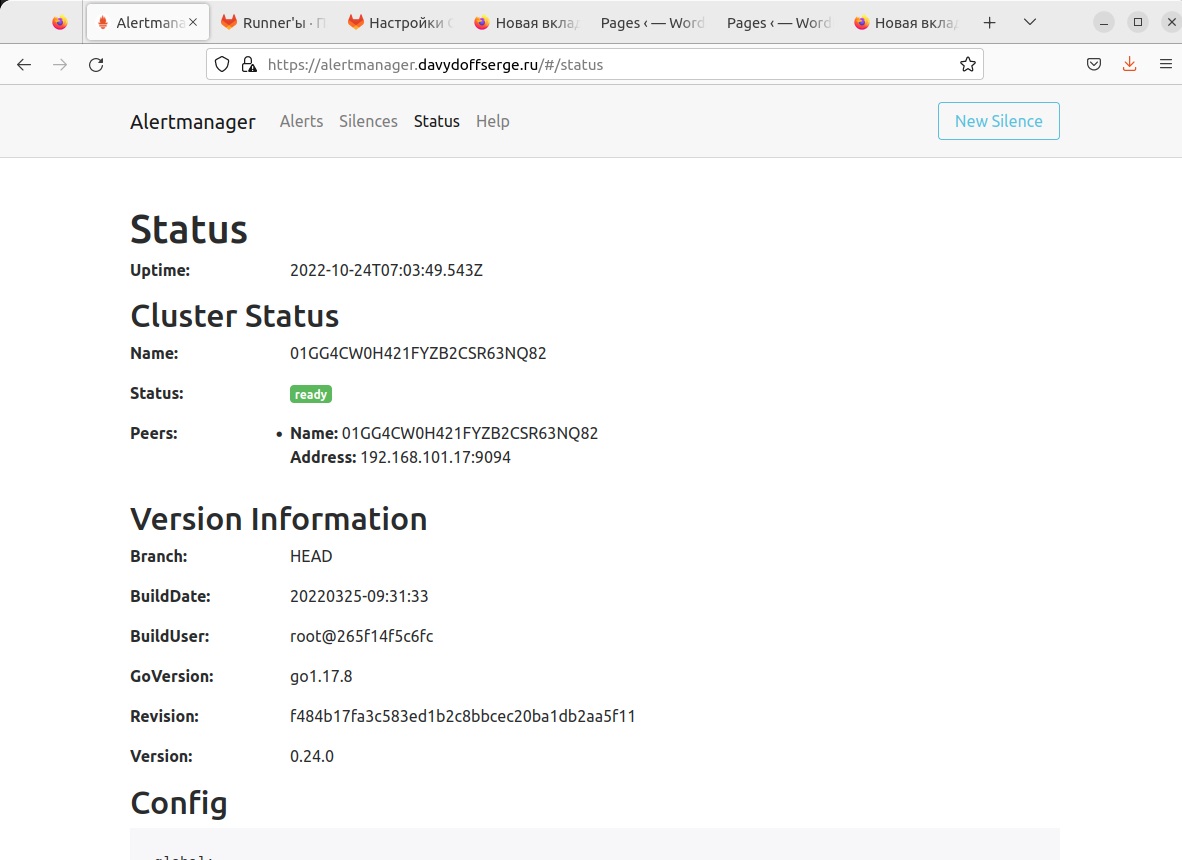 Alertmana
Runner'ы · П
Настройки С
Новая вкла
Pages ‹ — Word
Pages ‹ — Word
Новая вкла
https://alertmanager.davydoffserge.ru/#/status
Alertmanager Alerts Silences Status Help New Silence
Status
Uptime: 2022-10-24T07:03:49.543Z
Cluster Status
Name: 01GG4CW0H421FYZB2CSR63NQ82
Status: ready
Peers: • Name: 01GG4CW0H421FYZB2CSR63NQ82
Address: 192.168.101.17:9094
Version Information
Branch: HEAD
BuildDate: 20220325-09:31:33
BuildUser: root@265f14f5c6fc
GoVersion: go1.17.8
Revision: f484b17fa3c583ed1b2c8bbcec20ba1db2aa5f11
Version: 0.24.0
Config
global: